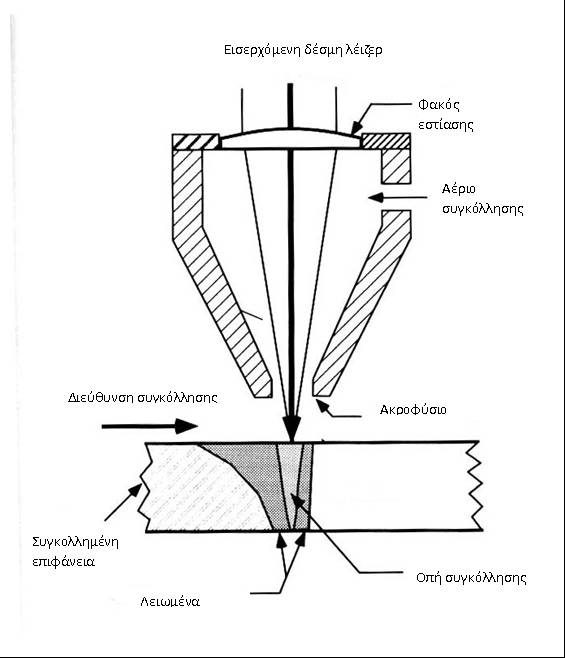 Εισερχόμενη δέσμη λέιζερ
Φακός
εστίασης
Αέριο
συγκόλλησης
Διεύθυνση συγκόλλησης
Ακροφύσιο
Συγκολλημένη
επιφάνεια
Οπή συγκόλλησης
Λειωμένα